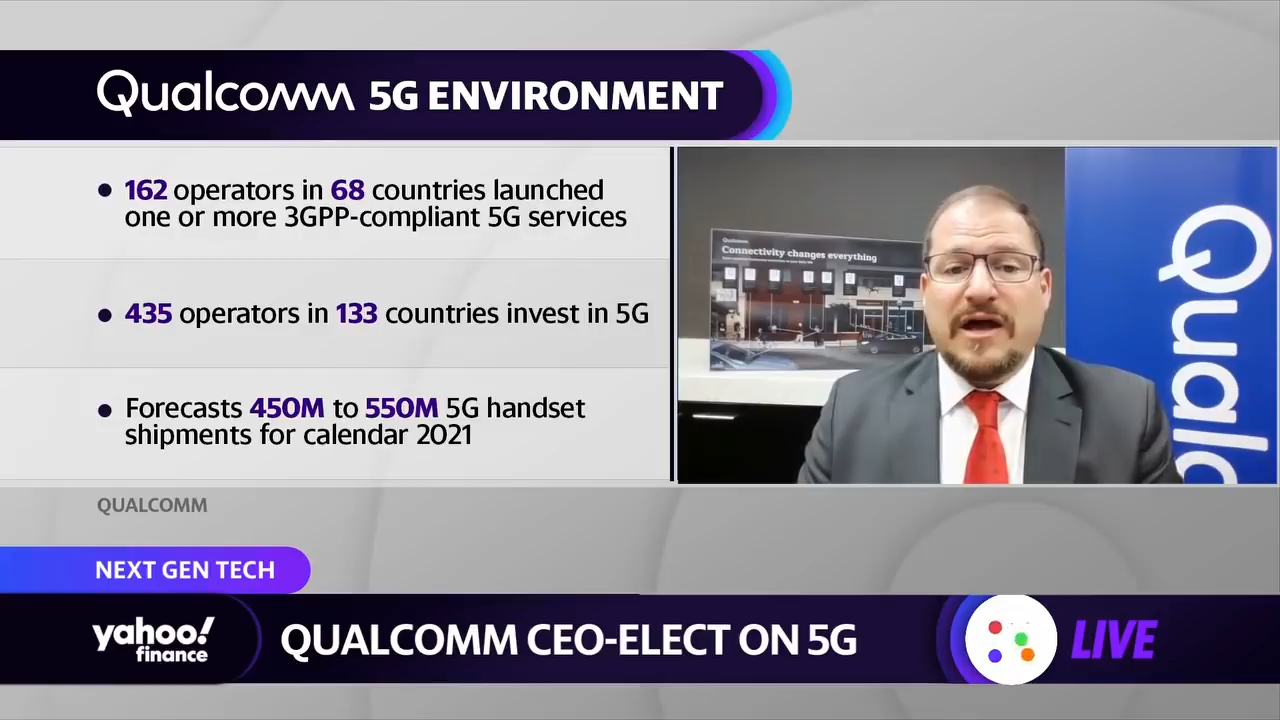 Qualcomm 5G ENVIRONMENT
• 162 operators in 68 countries launched
one or more 3GPP-compliant 5G services
• 435 operators in 133 countries invest in 5G
• Forecasts 450M to 550M 5G handset
shipments for calendar 2021
QUALCOMM
Qualcomm
Connectivity changes everything
Qualc
NEXT GEN TECH
yahoo!
finance
QUALCOMM CEO-ELECT ON 5G
LIVE